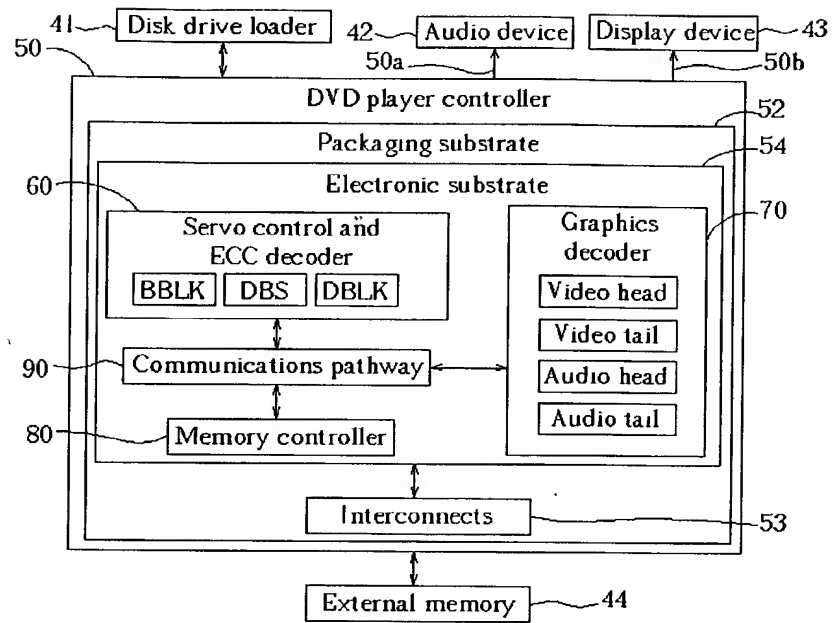 41 Disk drive loader
42 Audio device
Display device 43
50
50a
50b
DVD player controller
52
Packaging substrate
54
Electronic substrate
60
70
Servo control and
ECC decoder
BBLK DBS DBLK
Graphics
decoder
Video head
Video tail
Audio head
Audio tail
90 Communications pathway
80 Memory controller
Interconnects 53
External memory 44